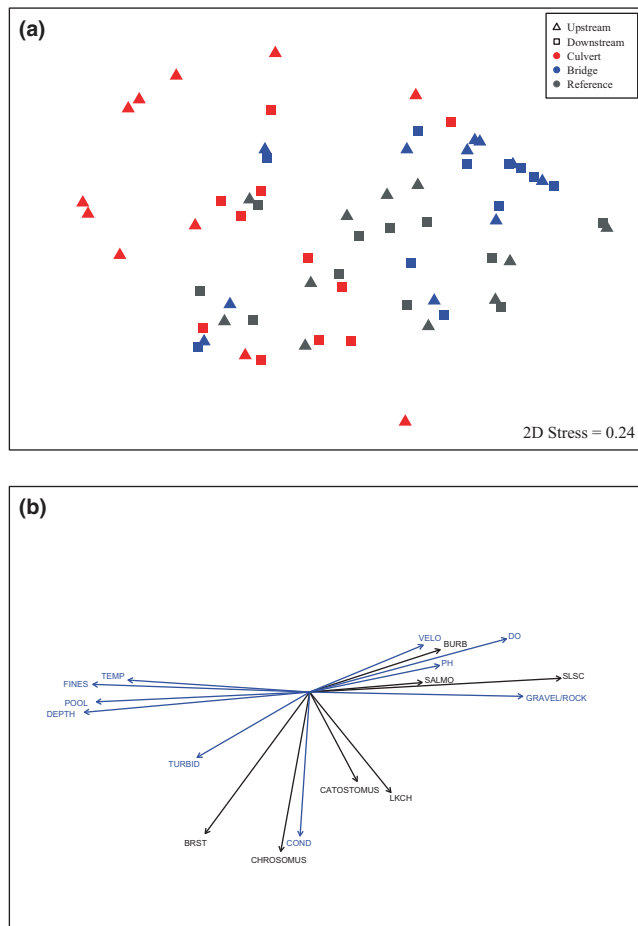 (a)
Upstream
Downstream
Culvert
Bridge
Reference
2D Stress = 0.24
(b)
VELO
BURB
DO
PH
TEMP
SALMO
SLSC
FINES
GRAVEL/ROCK
POOL
DEPTH
TURBID
CATOSTOMUS
LKCH
BRST
COND
CHROSOMUS